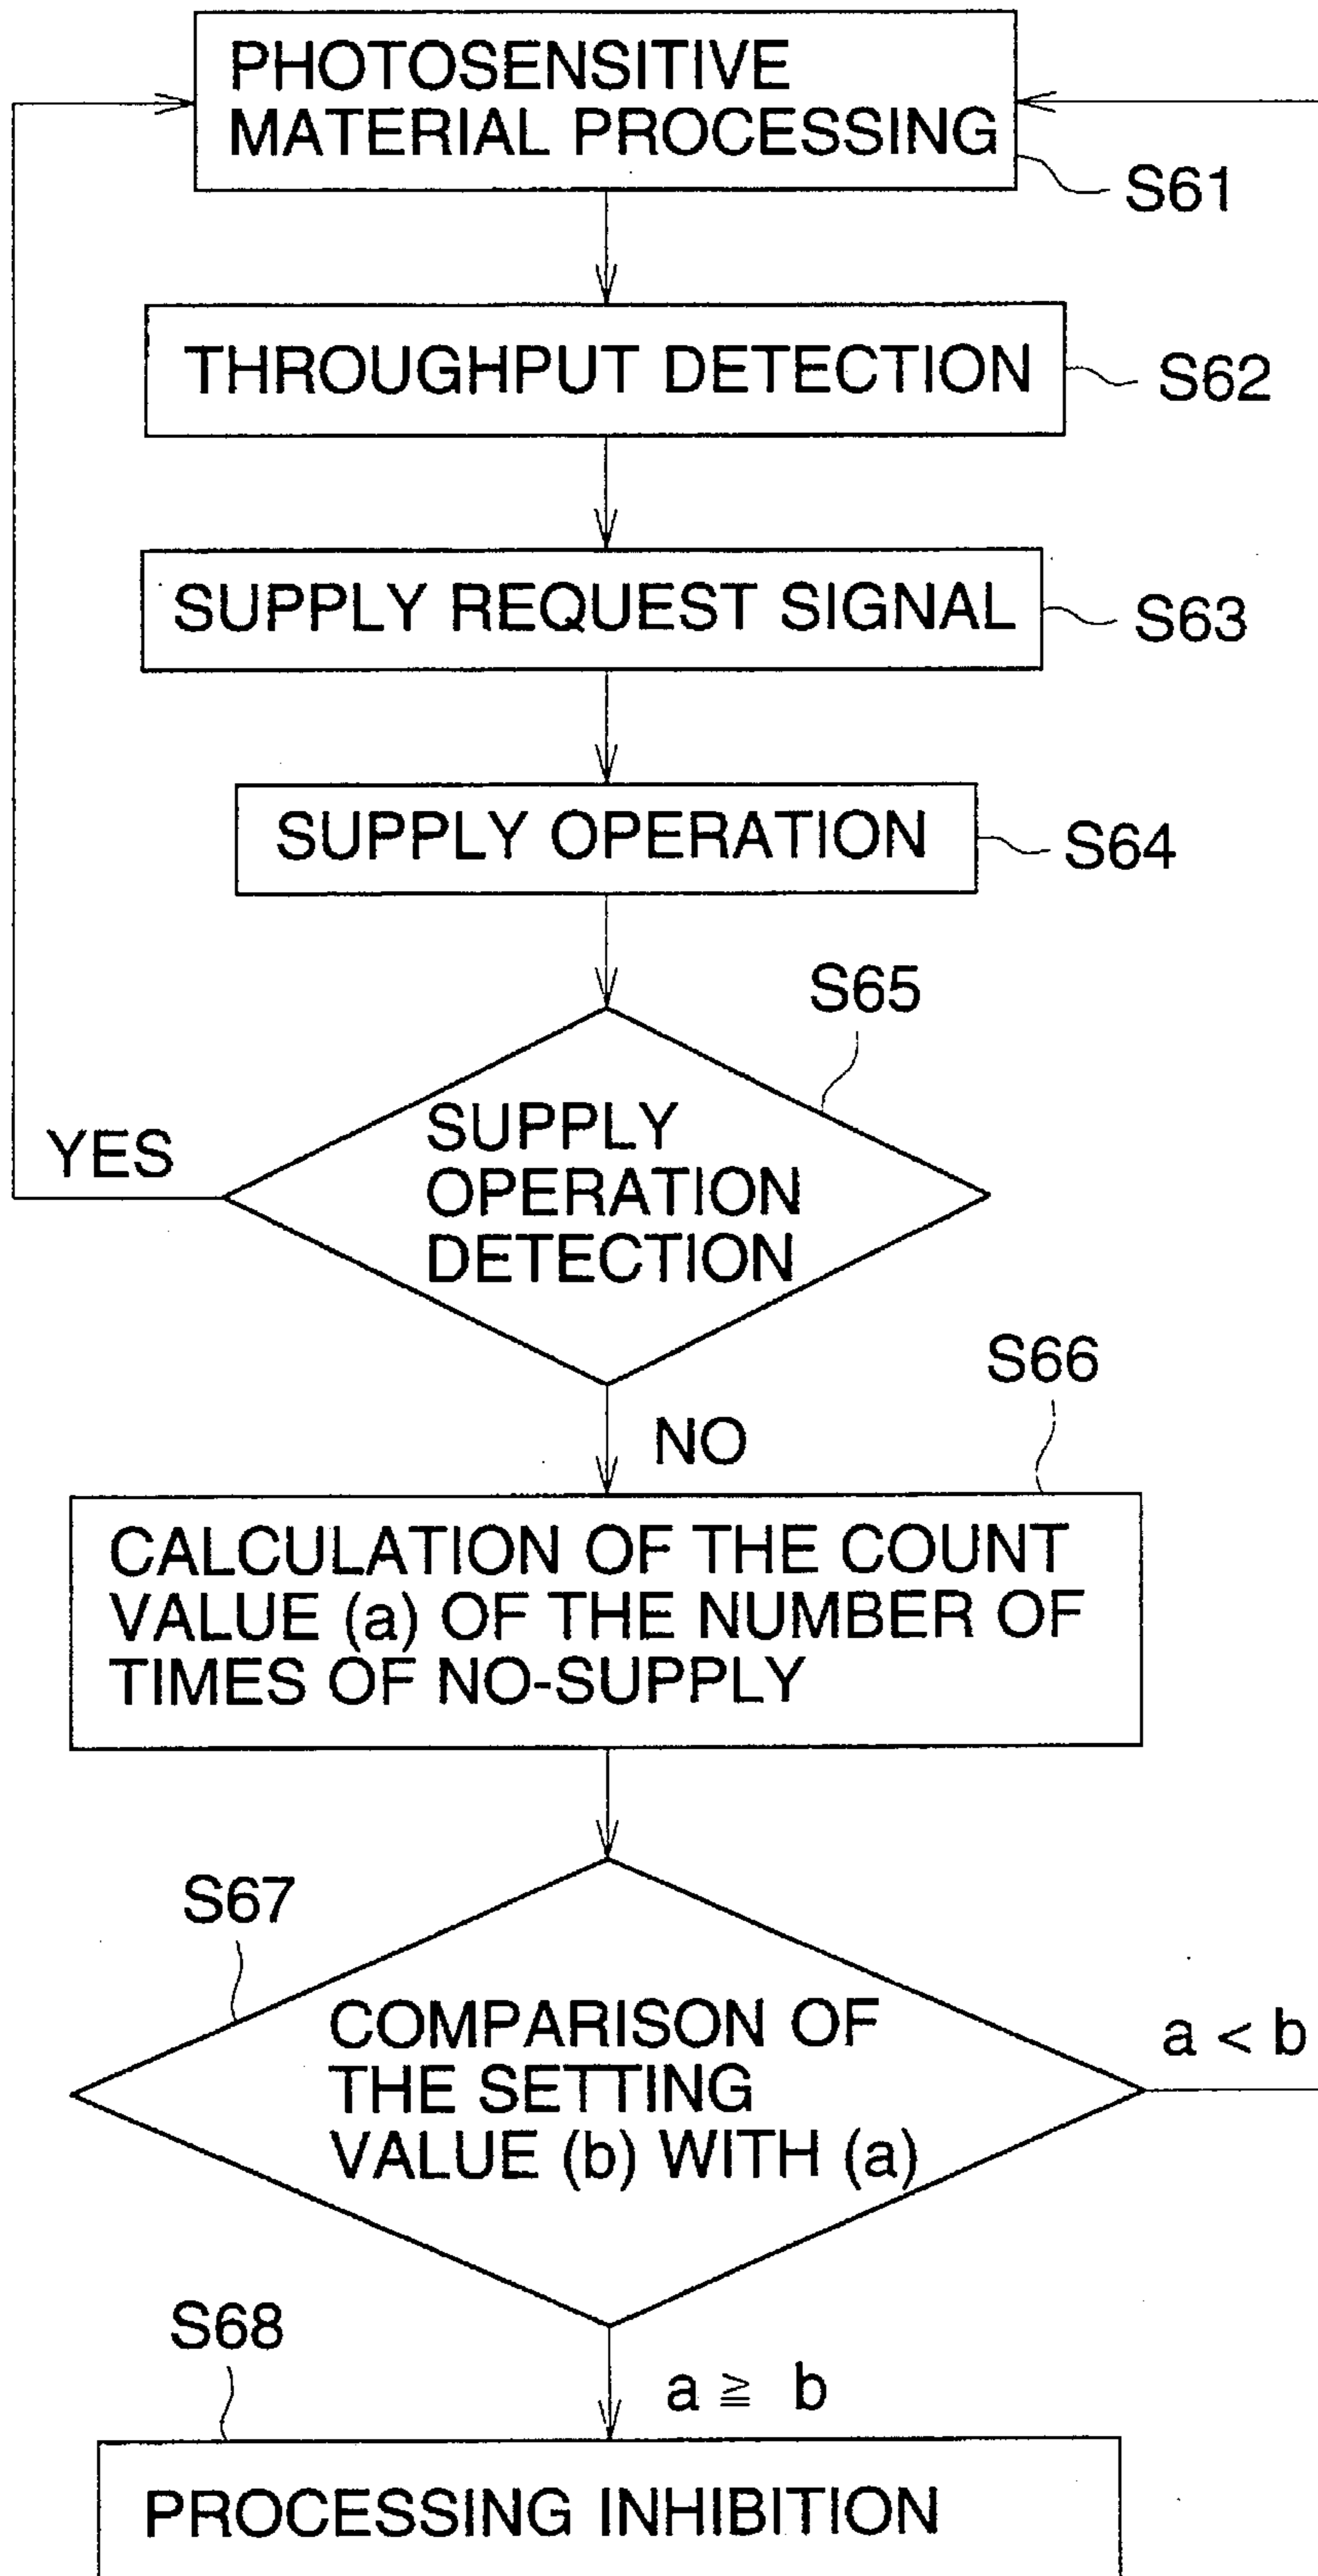 PHOTOSENSITIVE
MATERIAL PROCESSING
S61
THROUGHPUT DETECTION
S62
SUPPLY REQUEST SIGNAL
S63
SUPPLY OPERATION
S64
S65
SUPPLY
OPERATION
DETECTION
YES
NO
S66
CALCULATION OF THE COUNT
VALUE (a) OF THE NUMBER OF
TIMES OF NO-SUPPLY
S67
COMPARISON OF
THE SETTING
VALUE (b) WITH (a)
a < b
a ≧ b
S68
PROCESSING INHIBITION